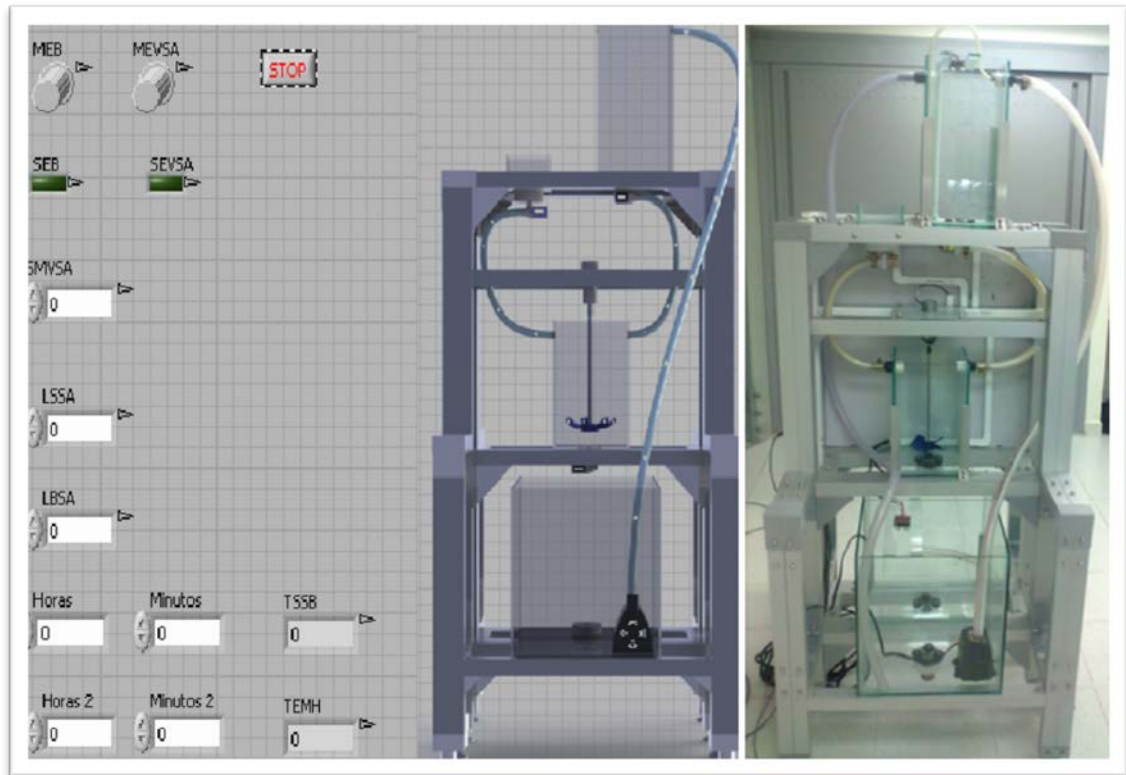 MEB MEVSA STOP
SEB SEVSA
SMVSA
0
LSSA
0
LBSA
0
Horas Minutos TSSB
0 0 0
Horas 2 Minutos 2 TEMH
0 0 0